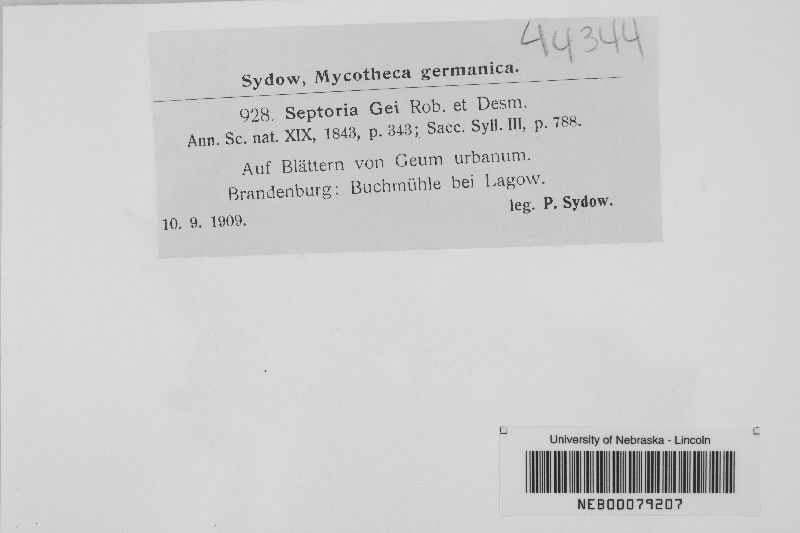 44344
Sydow, Mycotheca germanica.
928. Septoria Gei Rob. et Desm.
Ann. Sc. nat. XIX, 1843, p. 343; Sacc. Syll. III, p. 788.
Auf Blättern von Geum urbanum.
Brandenburg: Buchmühle bei Lagow.
10. 9. 1909.
leg. P. Sydow.
University of Nebraska - Lincoln
NEB00079207